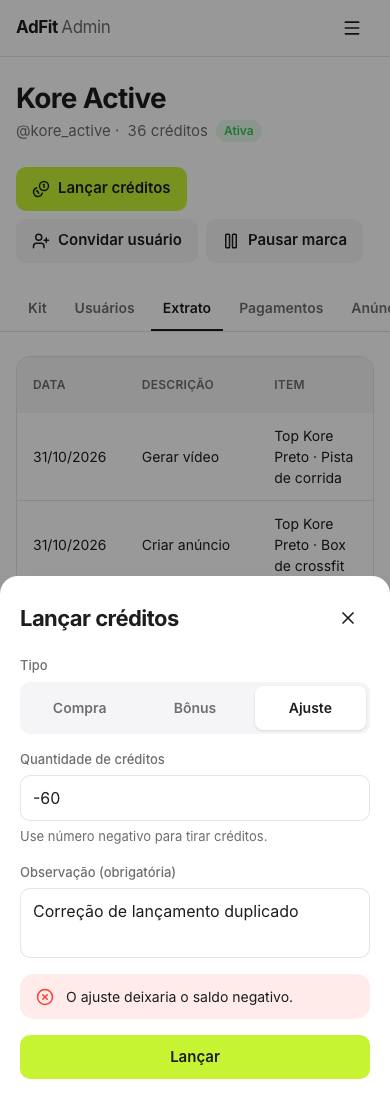 AdFit Admin
Kore Active
@kore_active · 36 créditos Ativa
Lançar créditos
Convidar usuário Pausar marca
Kit Usuários Extrato Pagamentos Anúnc
DATA DESCRIÇÃO ITEM
31/10/2026 Gerar vídeo Top Kore
Preto · Pista
de corrida
31/10/2026 Criar anúncio Top Kore
Preto · Box
de crossfit
Lançar créditos
Tipo
Compra Bônus Ajuste
Quantidade de créditos
-60
Use número negativo para tirar créditos.
Observação (obrigatória)
Correção de lançamento duplicado
O ajuste deixaria o saldo negativo.
Lançar